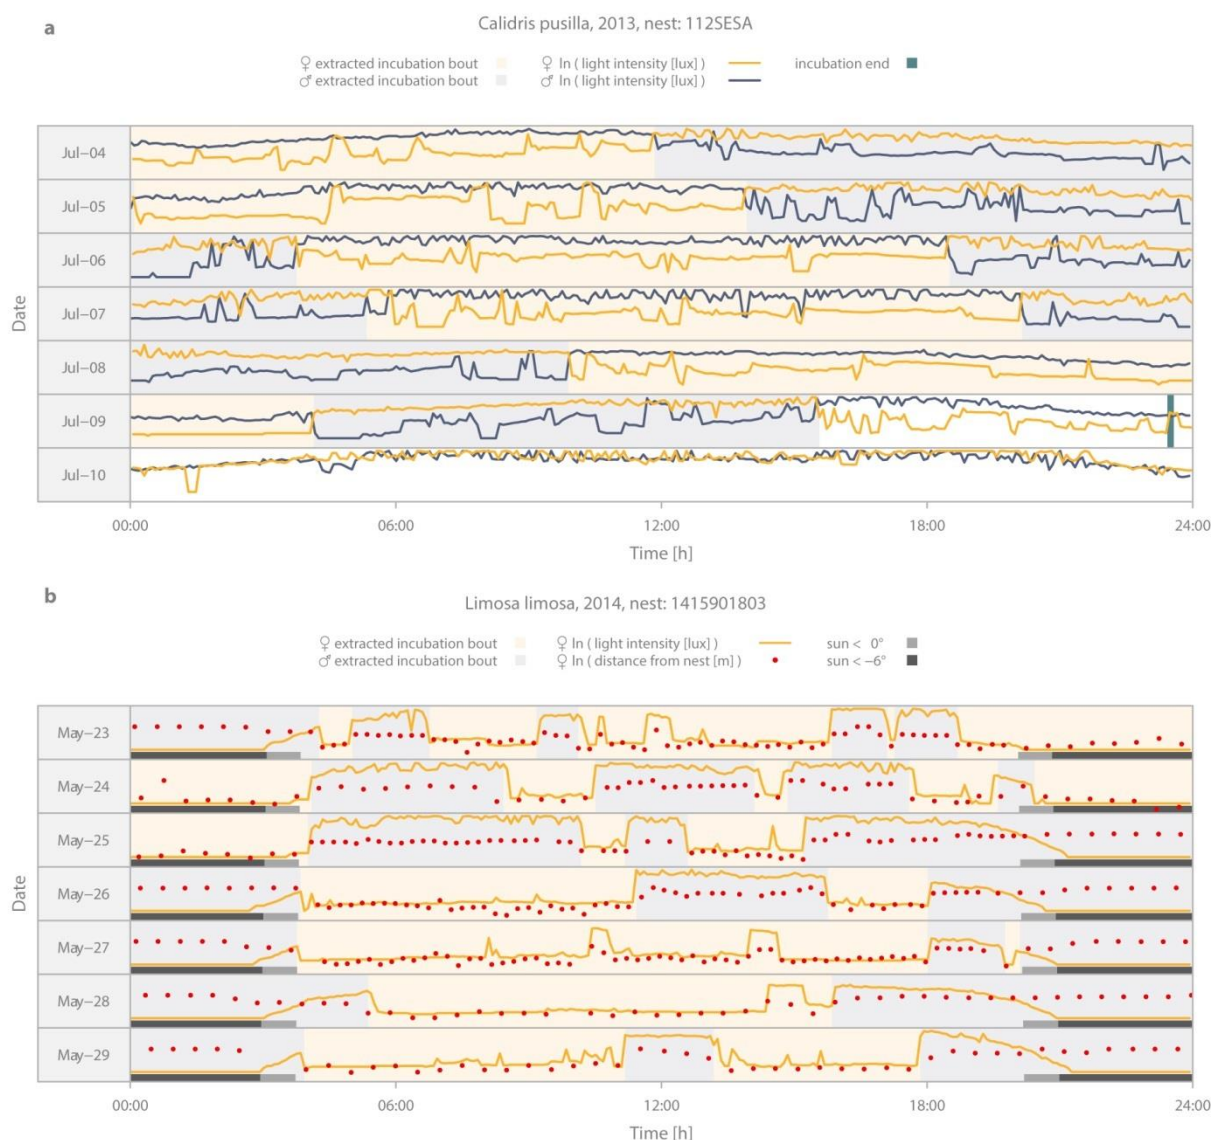 a
Calidris pusilla, 2013, nest: 112SESA
♀ extracted incubation bout ♀ ln ( light intensity [lux] ) incubation end
♂ extracted incubation bout ♂ ln ( light intensity [lux] )
Jul−04
Jul−05
Jul−06
Jul−07
Jul−08
Jul−09
Jul−10
Date
00:00 06:00 12:00 18:00 24:00
Time [h]
b
Limosa limosa, 2014, nest: 1415901803
♀ extracted incubation bout ♀ ln ( light intensity [lux] ) sun < 0°
♂ extracted incubation bout ♀ ln ( distance from nest [m] ) sun < −6°
May−23
May−24
May−25
May−26
May−27
May−28
May−29
Date
00:00 06:00 12:00 18:00 24:00
Time [h]